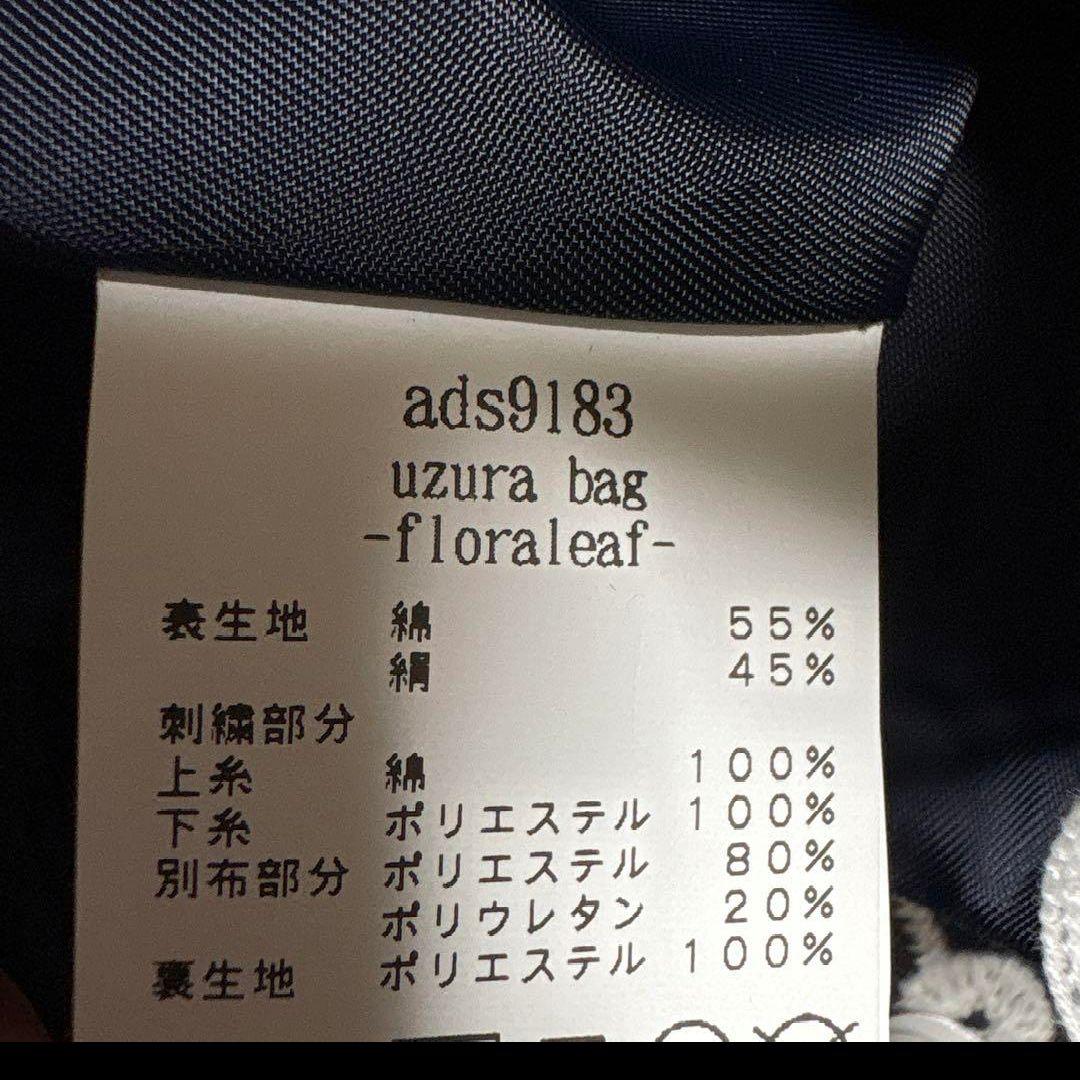 ads9183
uzura bag
-floraleaf-
表生地 綿 55%
絹 45%
刺繍部分
上糸 綿 100%
下糸 ポリエステル 100%
別布部分 ポリエステル 80%
ポリウレタン 20%
裏生地 ポリエステル 100%